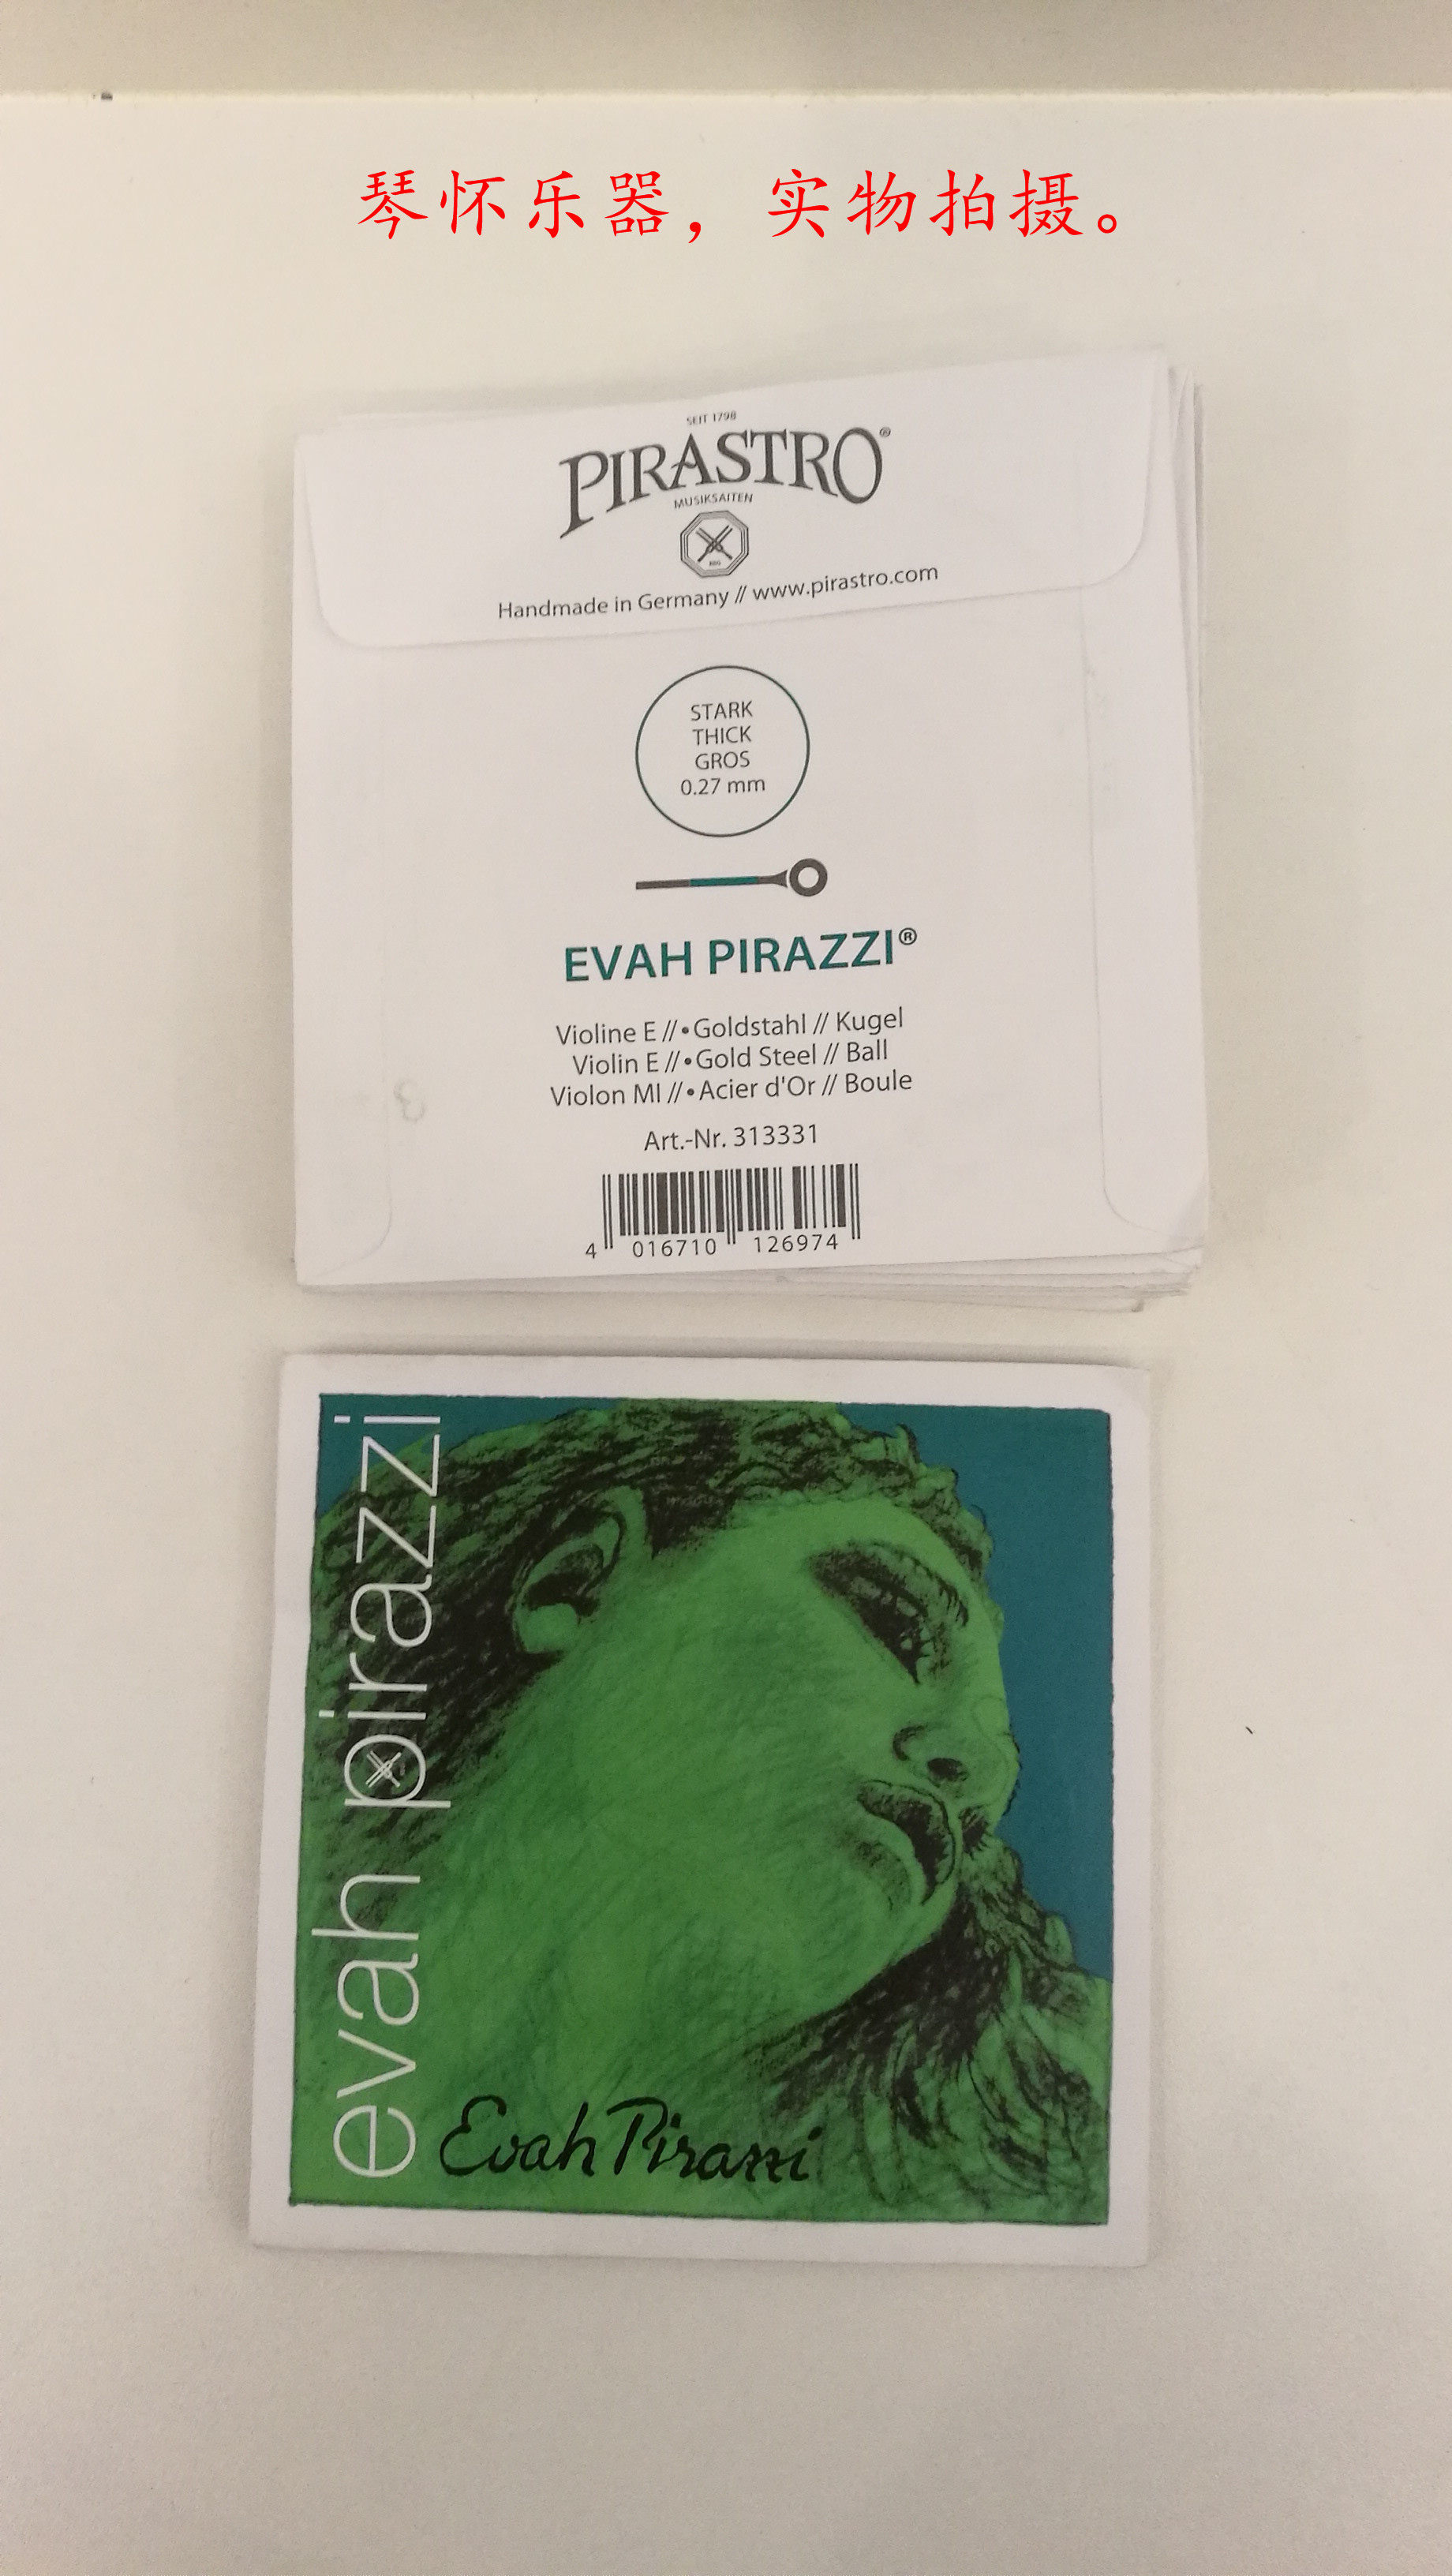 琴怀乐器，实物拍摄。
SEIT 1798
PIRASTRO®
MUSIKSAITEN
Handmade in Germany // www.pirastro.com
STARK
THICK
GROS
0.27 mm
EVAH PIRAZZI®
Violine E // • Goldstahl // Kugel
Violin E // • Gold Steel // Ball
Violon MI // • Acier d'Or // Boule
Art.-Nr. 313331
4 016710 126974
evah pirazzi
Evah Pirazzi